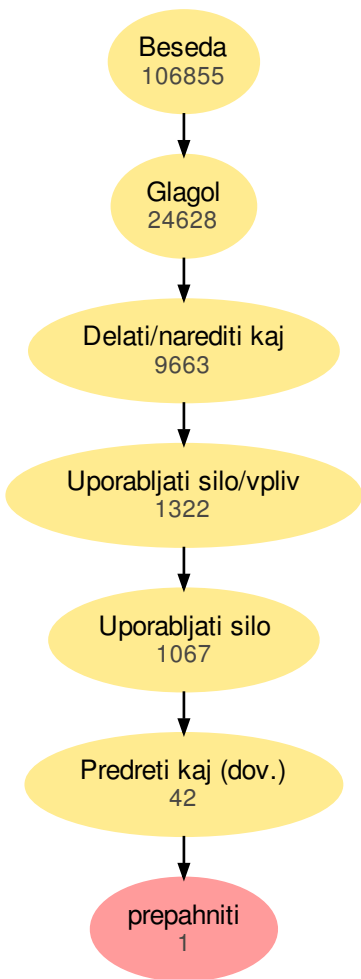 Beseda
106855
Glagol
24628
Delati/narediti kaj
9663
Uporabljati silo/vpliv
1322
Uporabljati silo
1067
Predreti kaj (dov.)
42
prepahniti
1